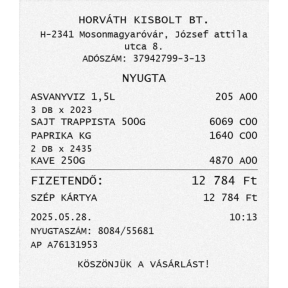 HORVÁTH KISBOLT BT.
H-2341 Mosonmagyaróvár, József attila
utca 8.
ADÓSZÁM: 37942799-3-13
NYUGTA
ASVANYVIZ 1,5L 205 A00
3 DB x 2023
SAJT TRAPPISTA 500G 6069 C00
PAPRIKA KG 1640 C00
2 DB x 2435
KAVE 250G 4870 A00
FIZETENDŐ: 12 784 Ft
SZÉP KÁRTYA 12 784 Ft
2025.05.28. 10:13
NYUGTASZÁM: 8084/55681
AP A76131953
KÖSZÖNJÜK A VÁSÁRLÁST!